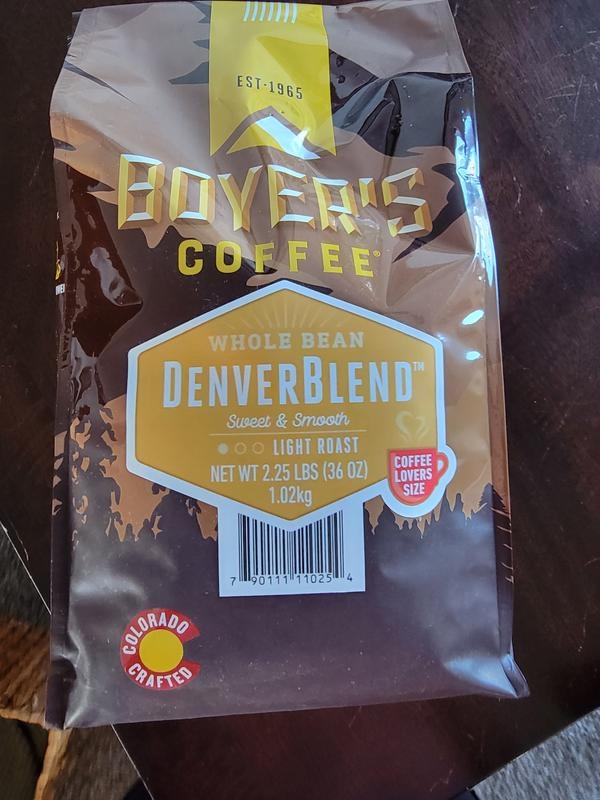 EST·1965
BOYER'S
COFFEE®
WHOLE BEAN
DENVERBLEND™
Sweet & Smooth
LIGHT ROAST
NET WT 2.25 LBS (36 OZ)
1.02kg
COFFEE
LOVERS
SIZE
7 90111 11025 4
COLORADO
CRAFTED